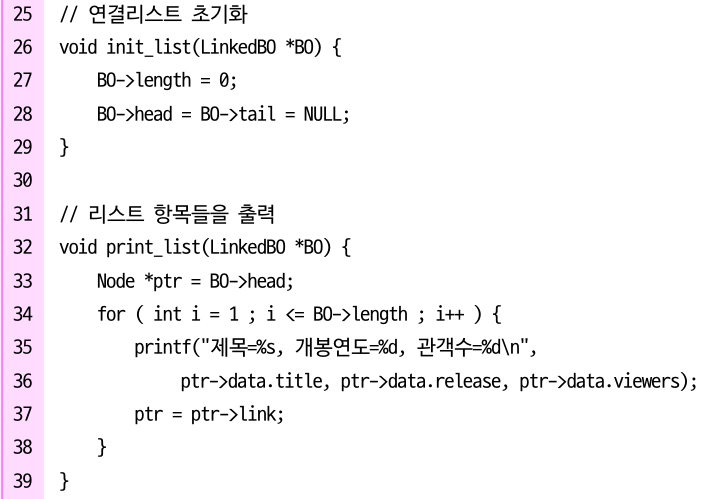 25 // 연결리스트 초기화
26 void init_list(LinkedBO *BO) {
27     BO->length = 0;
28     BO->head = BO->tail = NULL;
29 }
30
31 // 리스트 항목들을 출력
32 void print_list(LinkedBO *BO) {
33     Node *ptr = BO->head;
34     for ( int i = 1 ; i <= BO->length ; i++ ) {
35         printf("제목=%s, 개봉연도=%d, 관객수=%d\n",
36              ptr->data.title, ptr->data.release, ptr->data.viewers);
37         ptr = ptr->link;
38     }
39 }